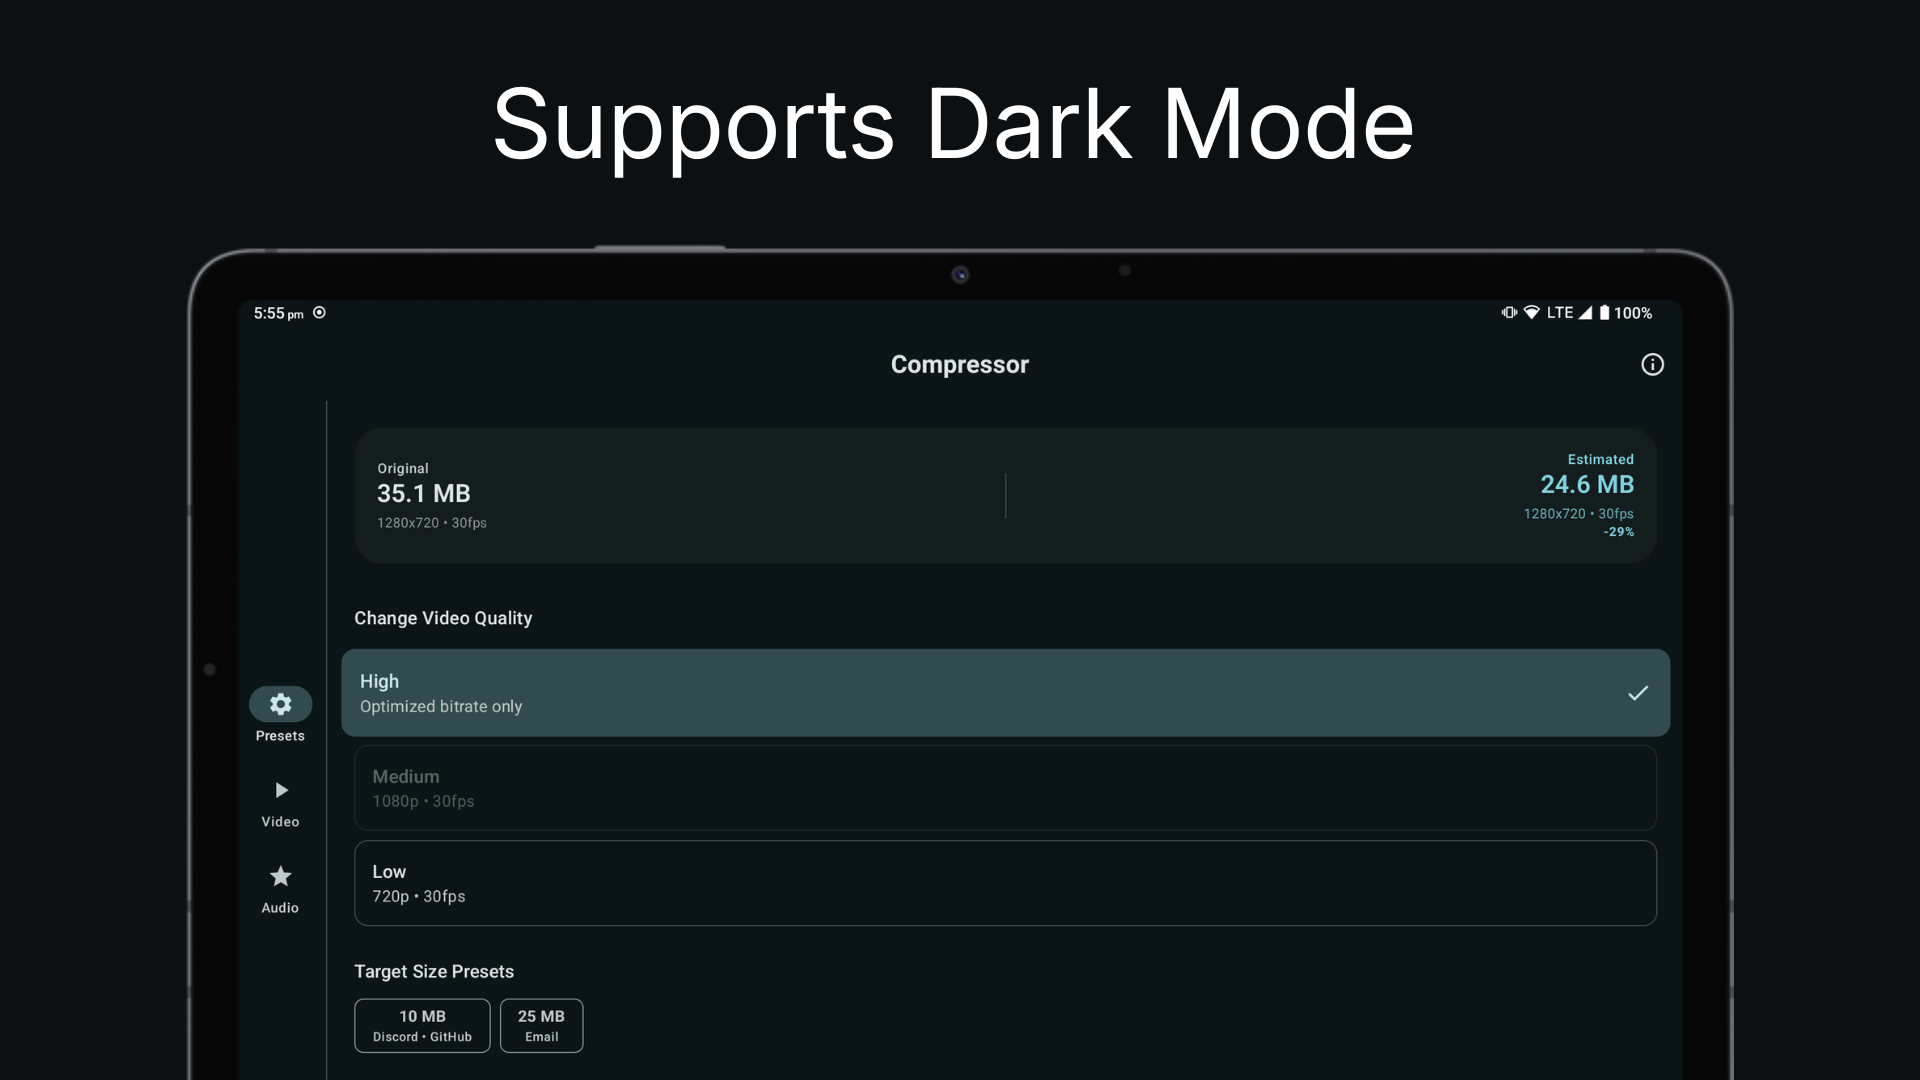 Supports Dark Mode
5:55 pm
LTE 100%
Compressor
Original
35.1 MB
1280x720 • 30fps
Estimated
24.6 MB
1280x720 • 30fps
-29%
Change Video Quality
High
Optimized bitrate only
Medium
1080p • 30fps
Low
720p • 30fps
Presets
Video
Audio
Target Size Presets
10 MB
Discord • GitHub
25 MB
Email